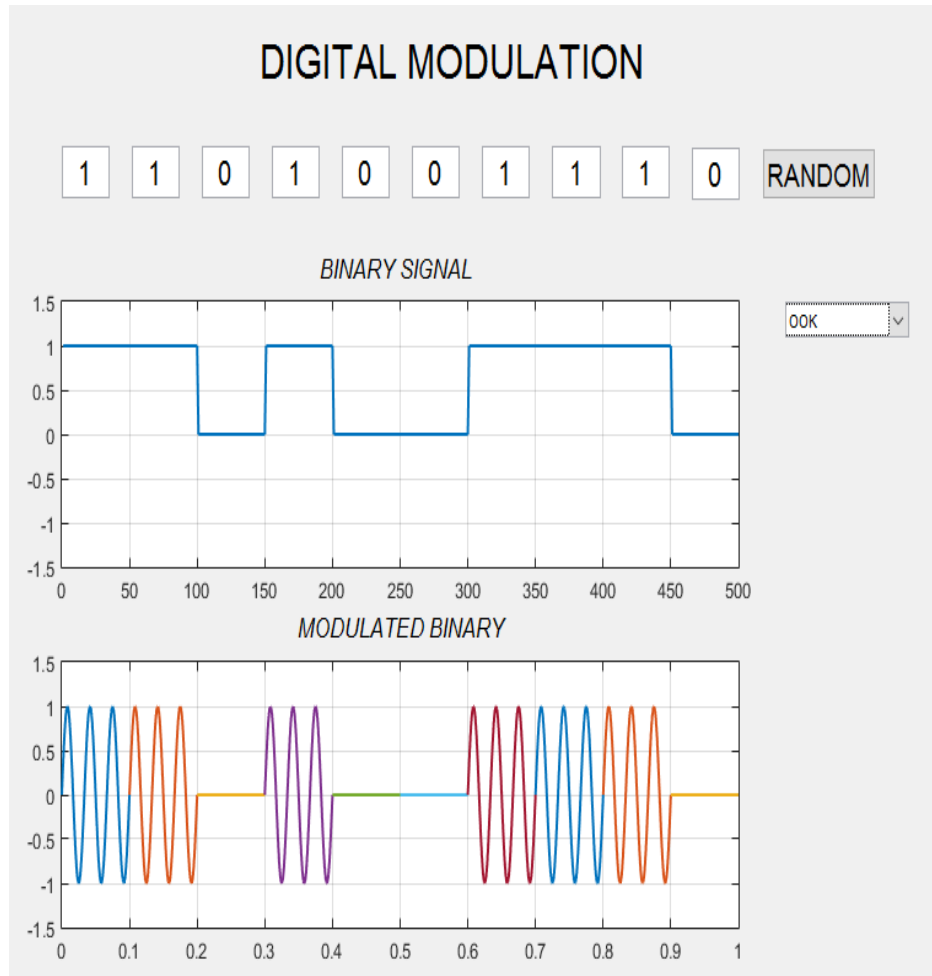 DIGITAL MODULATION
1 1 0 1 0 0 1 1 1 0 RANDOM
BINARY SIGNAL
OOK
1.5
1
0.5
0
-0.5
-1
-1.5
0 50 100 150 200 250 300 350 400 450 500
MODULATED BINARY
1.5
1
0.5
0
-0.5
-1
-1.5
0 0.1 0.2 0.3 0.4 0.5 0.6 0.7 0.8 0.9 1